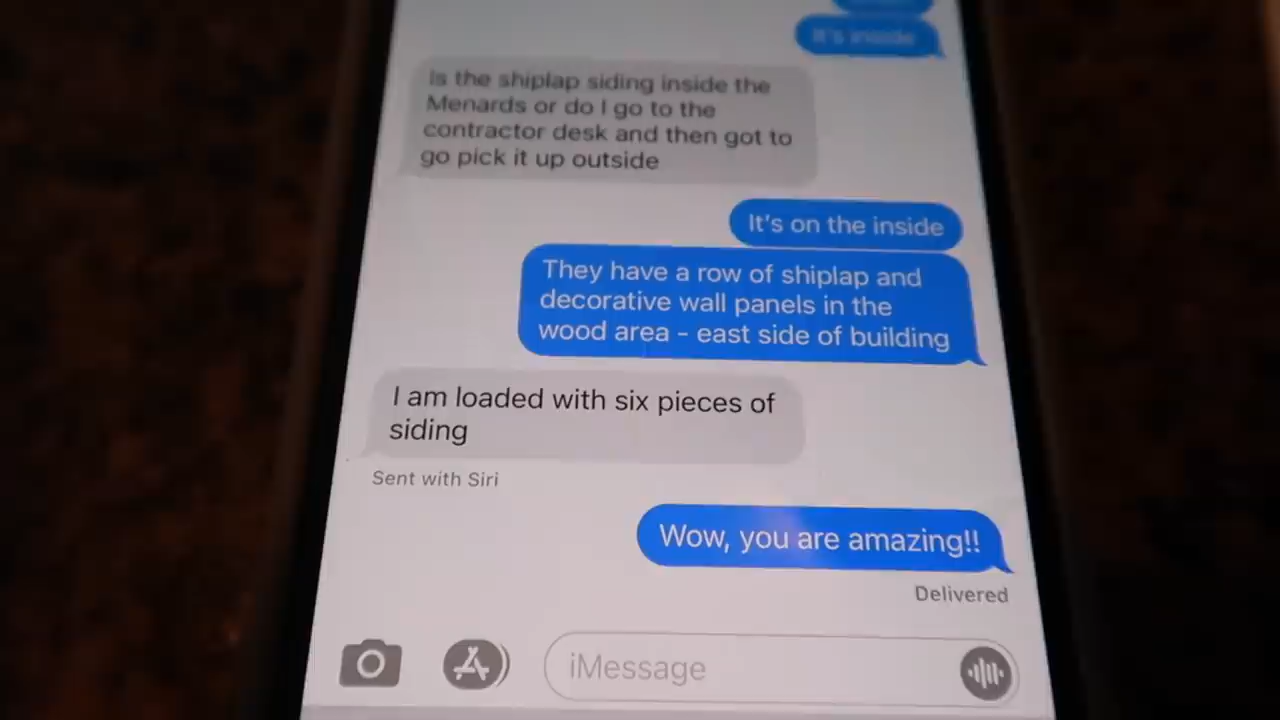 It's inside
Is the shiplap siding inside the
Menards or do I go to the
contractor desk and then got to
go pick it up outside
It's on the inside
They have a row of shiplap and
decorative wall panels in the
wood area - east side of building
I am loaded with six pieces of
siding
Sent with Siri
Wow, you are amazing!!
Delivered
iMessage